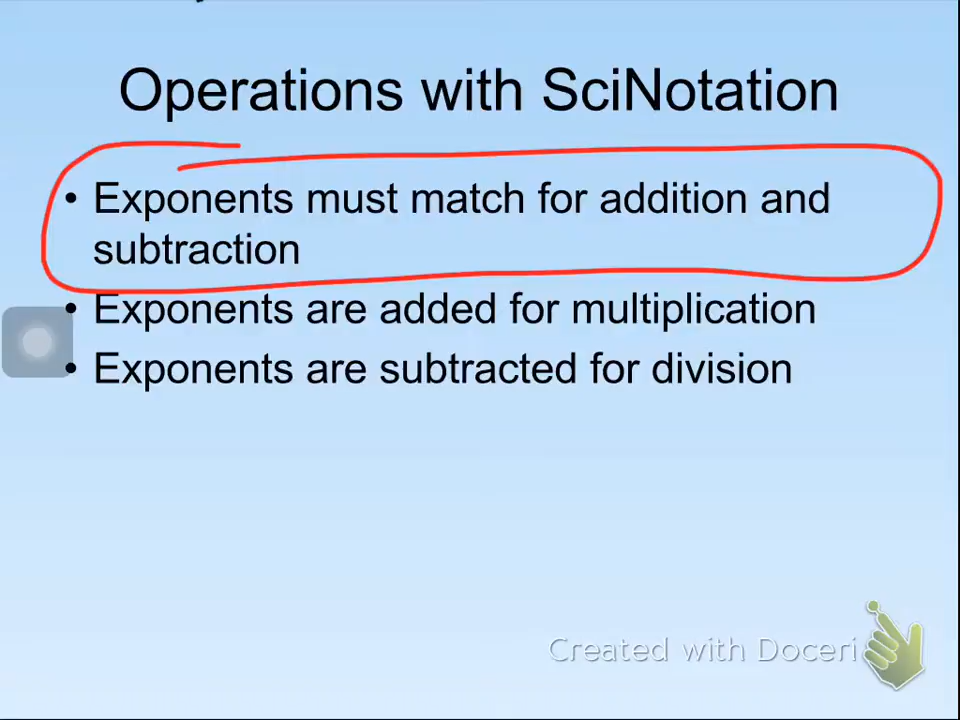 Operations with SciNotation
• Exponents must match for addition and
subtraction
• Exponents are added for multiplication
• Exponents are subtracted for division
Created with Doceri